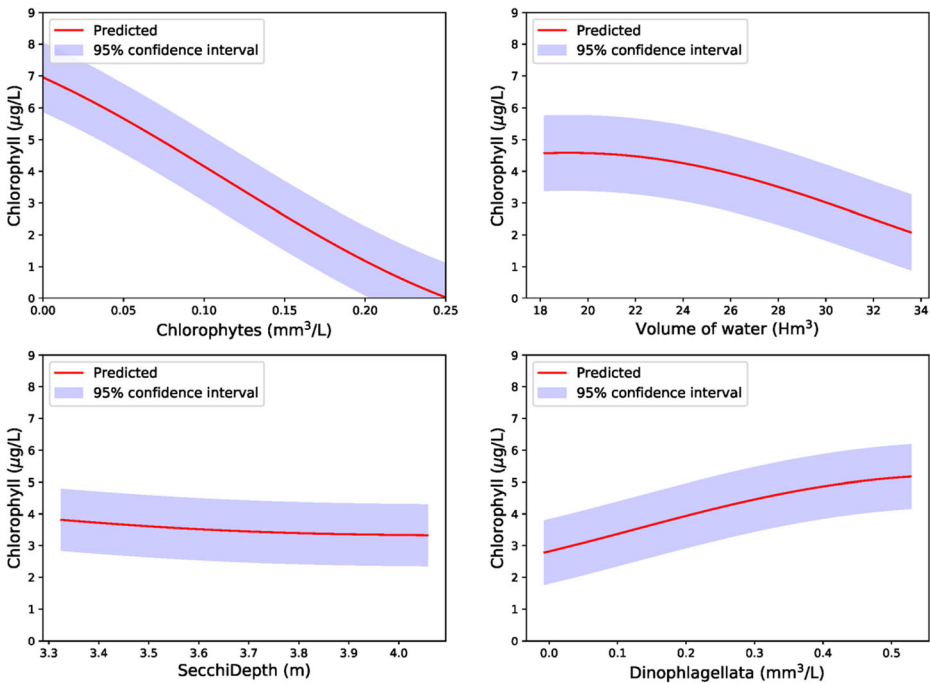 9
8
7
6
5
4
3
2
1
0
Chlorophyll (μg/L)
Predicted
95% confidence interval
0.00 0.05 0.10 0.15 0.20 0.25
Chlorophytes (mm³/L)
9
8
7
6
5
4
3
2
1
0
Chlorophyll (μg/L)
Predicted
95% confidence interval
18 20 22 24 26 28 30 32 34
Volume of water (Hm³)
9
8
7
6
5
4
3
2
1
0
Chlorophyll (μg/L)
Predicted
95% confidence interval
3.3 3.4 3.5 3.6 3.7 3.8 3.9 4.0
SecchiDepth (m)
9
8
7
6
5
4
3
2
1
0
Chlorophyll (μg/L)
Predicted
95% confidence interval
0.0 0.1 0.2 0.3 0.4 0.5
Dinophlagellata (mm³/L)